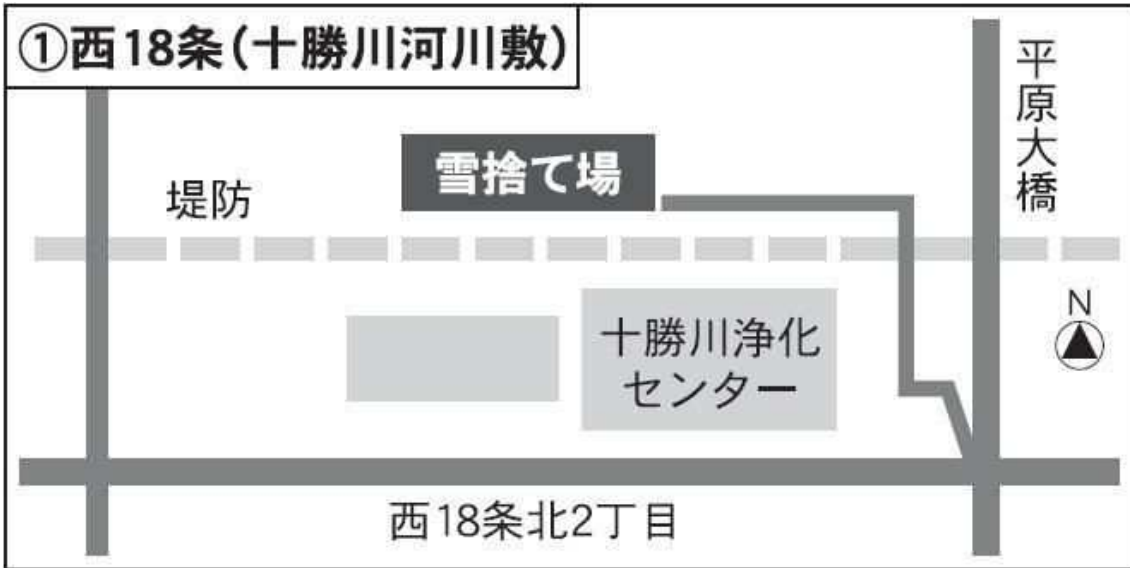 ①西18条(十勝川河川敷)
平原大橋
雪捨て場
堤防
N
十勝川浄化
センター
西18条北2丁目